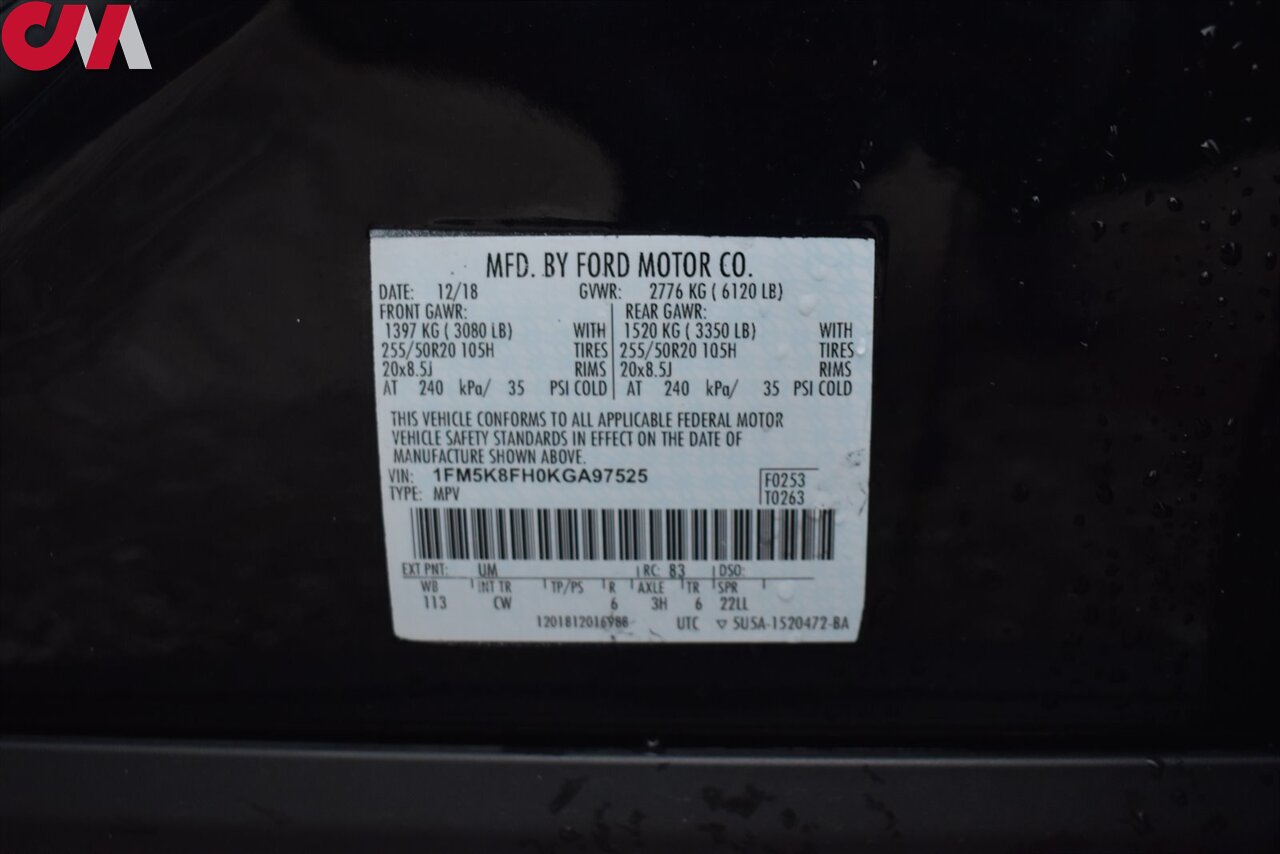 CM
MFD. BY FORD MOTOR CO.
DATE: 12/18 GVWR: 2776 KG ( 6120 LB)
FRONT GAWR: REAR GAWR:
1397 KG ( 3080 LB) WITH 1520 KG ( 3350 LB) WITH
255/50R20 105H TIRES 255/50R20 105H TIRES
20x8.5J RIMS 20x8.5J RIMS
AT 240 kPa/ 35 PSI COLD AT 240 kPa/ 35 PSI COLD
THIS VEHICLE CONFORMS TO ALL APPLICABLE FEDERAL MOTOR
VEHICLE SAFETY STANDARDS IN EFFECT ON THE DATE OF
MANUFACTURE SHOWN ABOVE.
VIN: 1FM5K8FH0KGA97525 F0253
TYPE: MPV T0263
EXT PNT: UM RC: 83 DSO:
WB INT TR TP/PS R AXLE TR SPR
113 CW 6 3H 6 22LL
1201812016988 UTC ▽ SU5A-1520472-BA